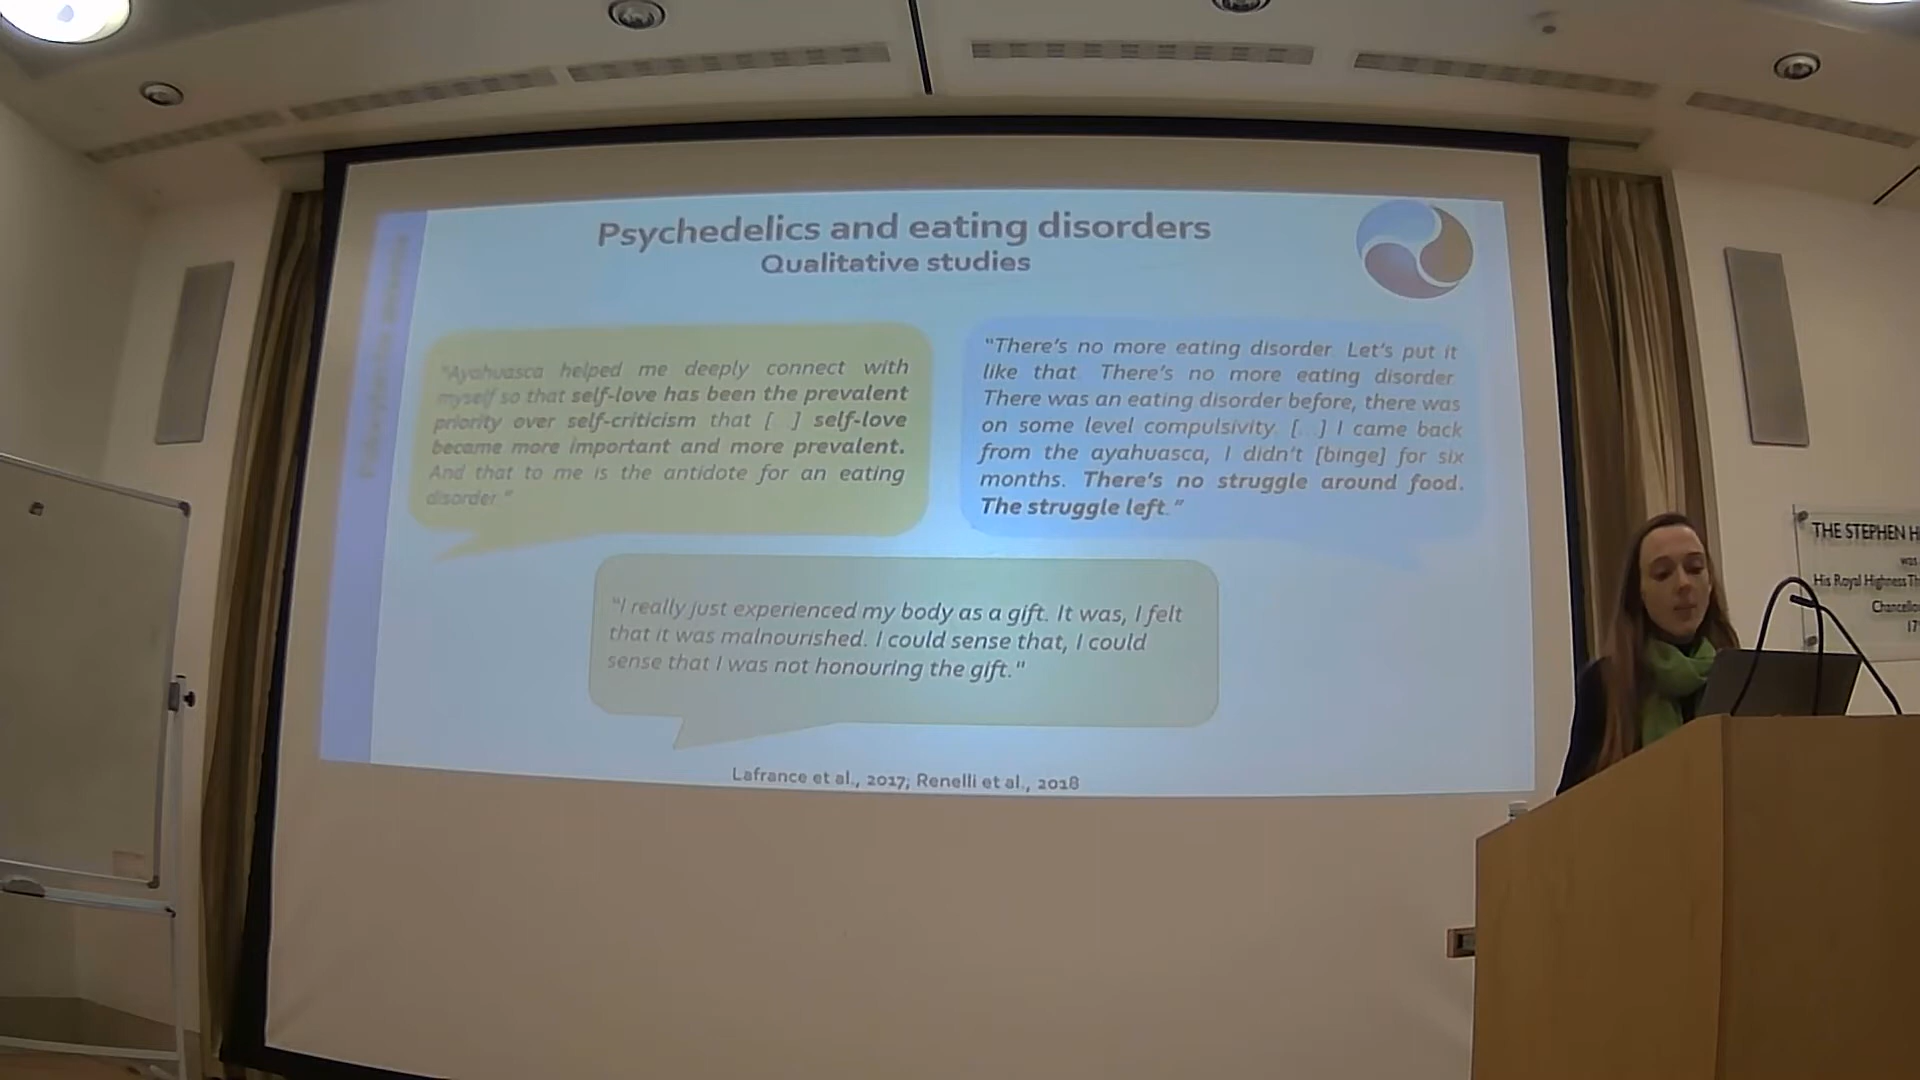 Psychedelics and eating disorders
Qualitative studies
"Ayahuasca helped me deeply connect with
myself so that self-love has been the prevalent
priority over self-criticism that [ ] self-love
became more important and more prevalent.
And that to me is the antidote for an eating
disorder"
"There's no more eating disorder. Let's put it
like that. There's no more eating disorder.
There was an eating disorder before, there was
on some level compulsivity. [...] I came back
from the ayahuasca, I didn't [binge] for six
months. There's no struggle around food.
The struggle left."
"I really just experienced my body as a gift. It was, I felt
that it was malnourished. I could sense that, I could
sense that I was not honouring the gift."
Lafrance et al., 2017; Renelli et al., 2018
THE STEPHEN H
was
His Royal Highness Th
Chancello
17